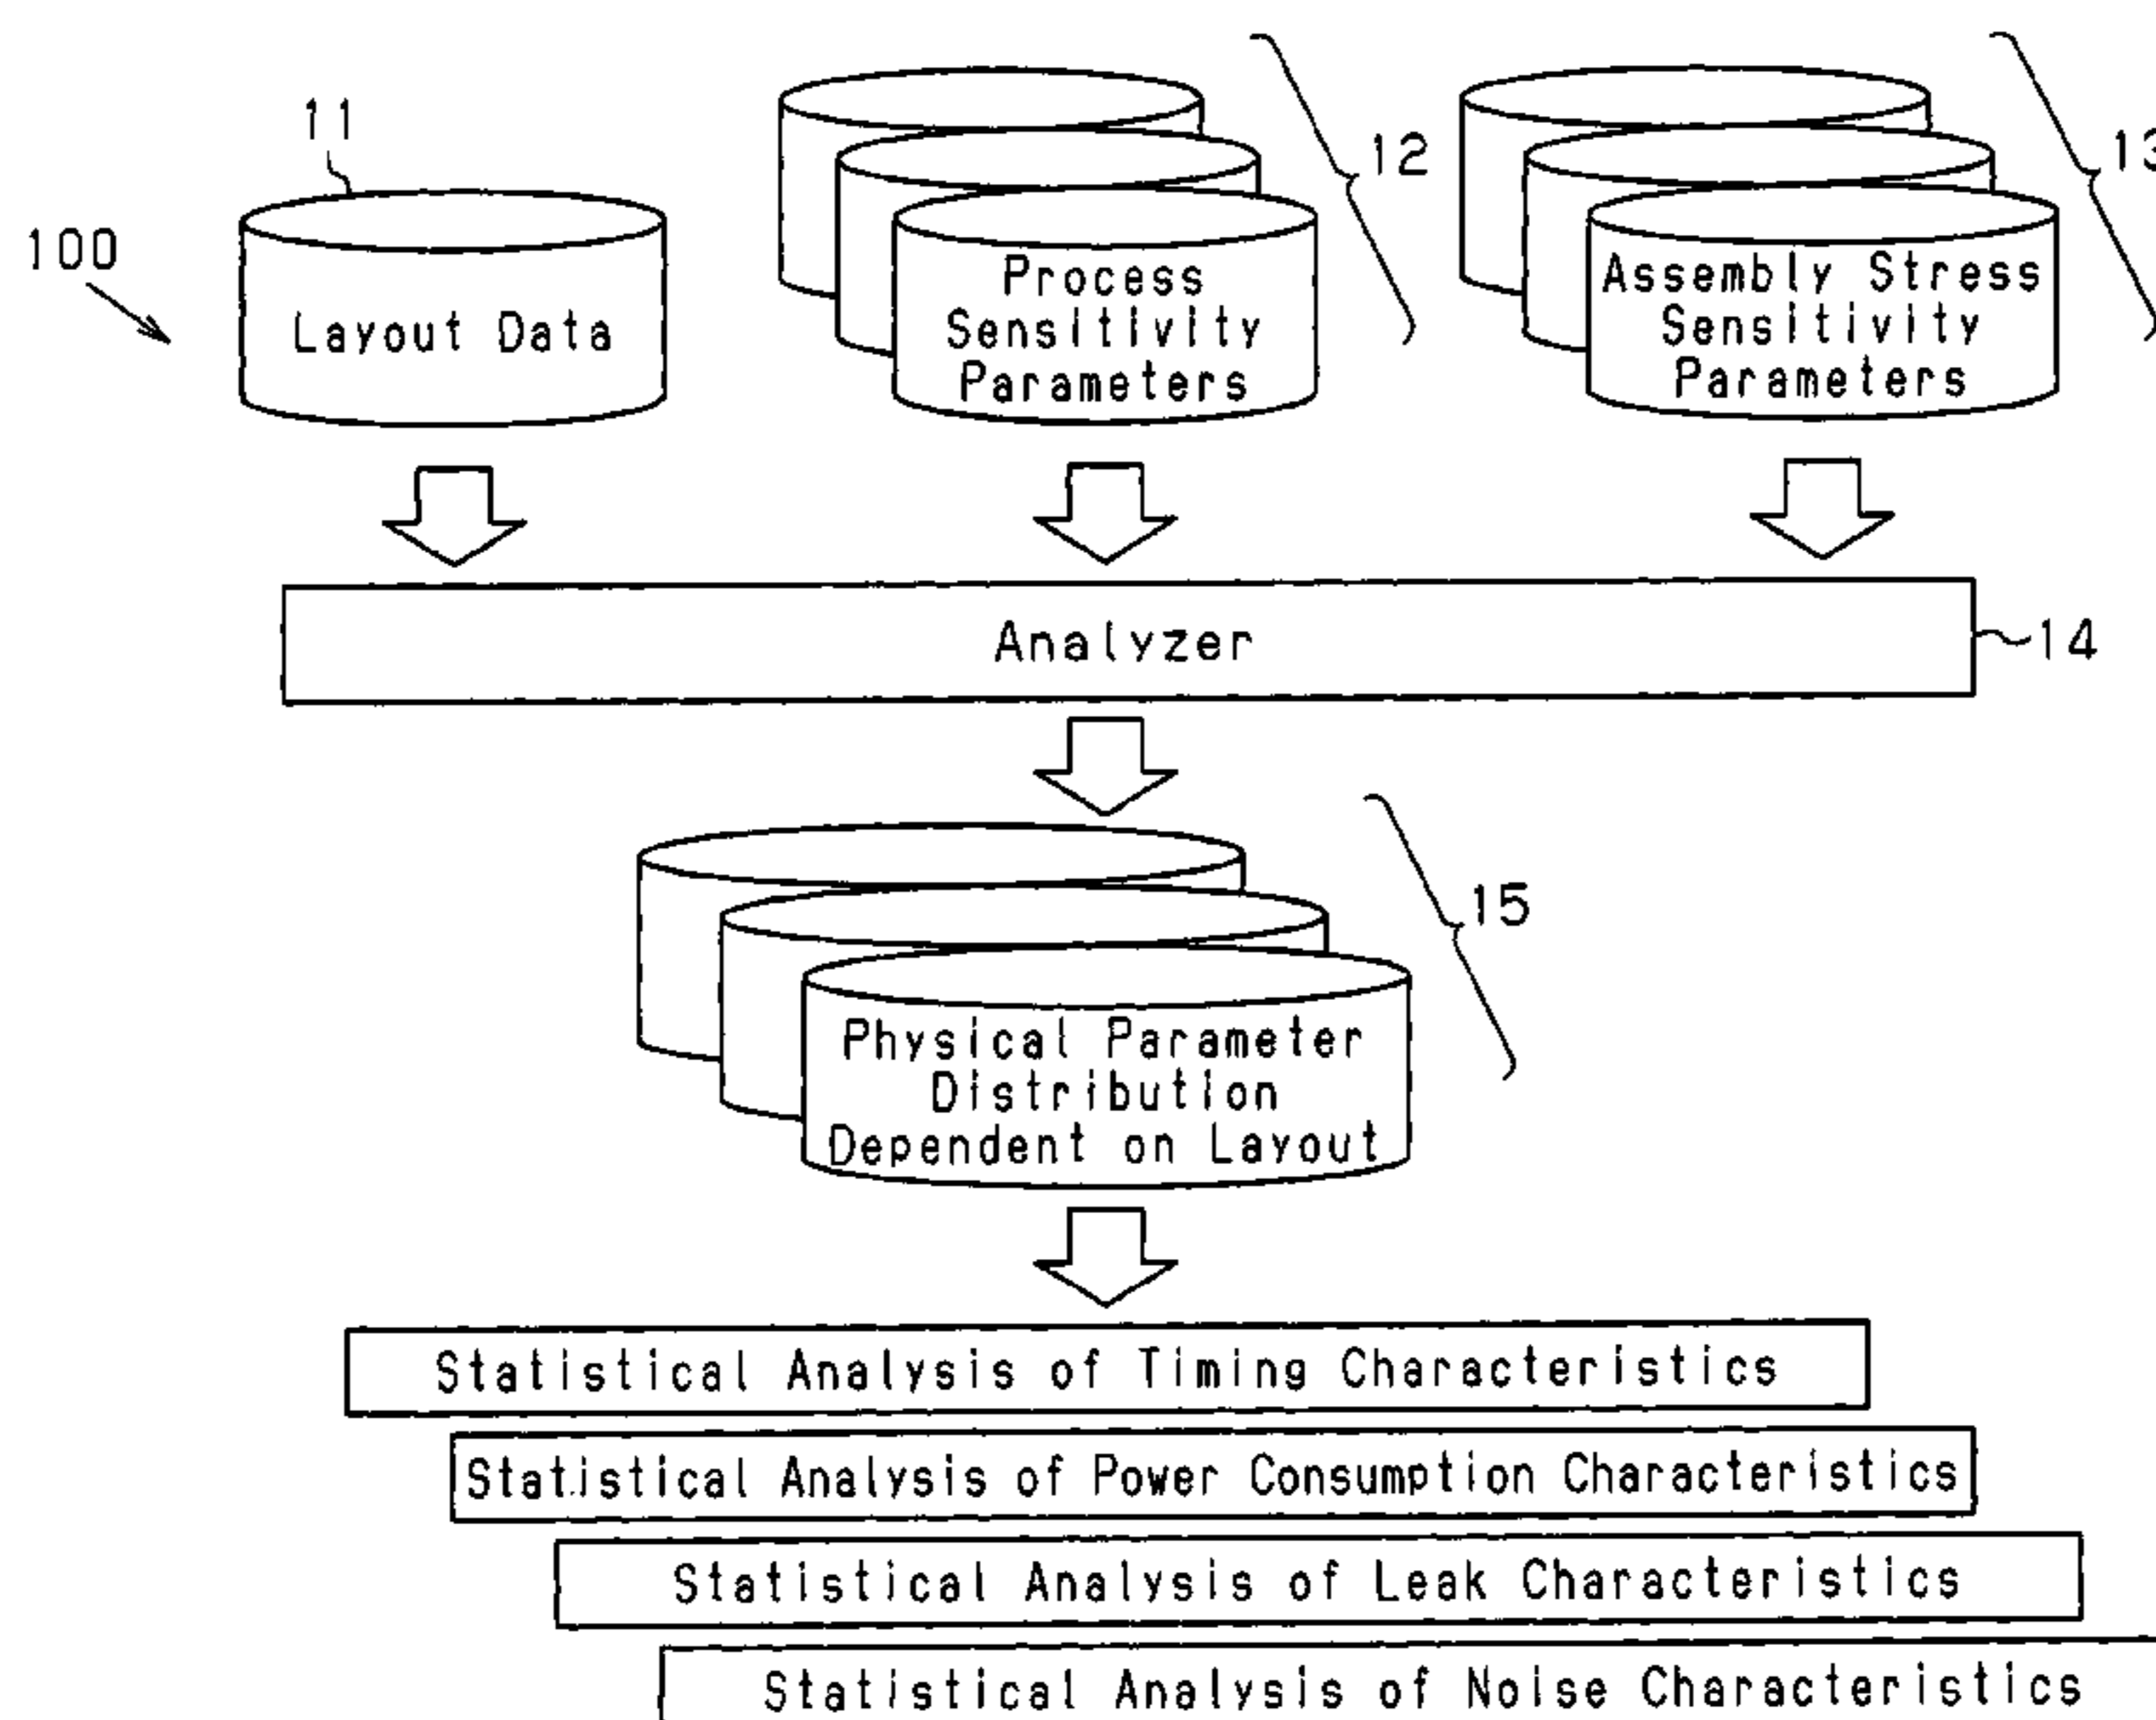 11
12
13
100
Layout Data
Process
Sensitivity
Parameters
Assembly Stress
Sensitivity
Parameters
Analyzer
14
15
Physical Parameter
Distribution
Dependent on Layout
Statistical Analysis of Timing Characteristics
Statistical Analysis of Power Consumption Characteristics
Statistical Analysis of Leak Characteristics
Statistical Analysis of Noise Characteristics